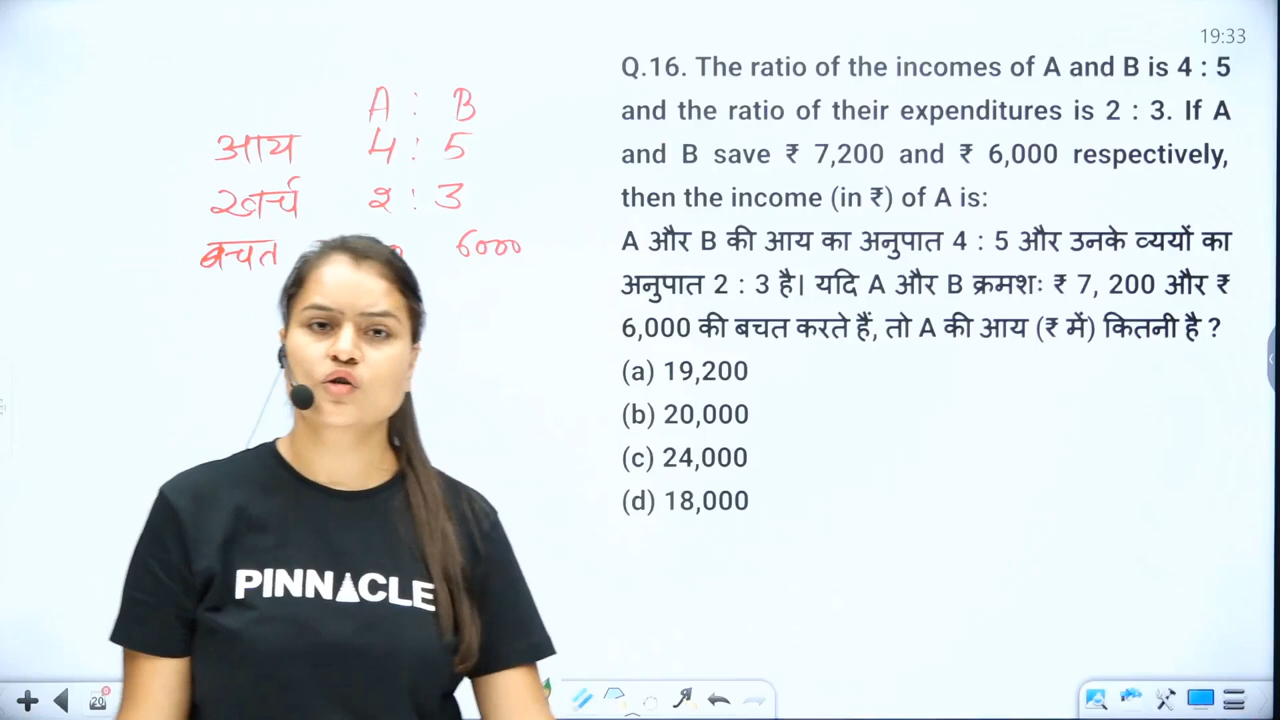 19:33
A : B
आय 4 : 5
खर्च 2 : 3
बचत 6000
Q.16. The ratio of the incomes of A and B is 4 : 5
and the ratio of their expenditures is 2 : 3. If A
and B save ₹ 7,200 and ₹ 6,000 respectively,
then the income (in ₹) of A is:
A और B की आय का अनुपात 4 : 5 और उनके व्ययों का
अनुपात 2 : 3 है। यदि A और B क्रमशः ₹ 7, 200 और ₹
6,000 की बचत करते हैं, तो A की आय (₹ में) कितनी है ?
(a) 19,200
(b) 20,000
(c) 24,000
(d) 18,000
PINNACLE
20